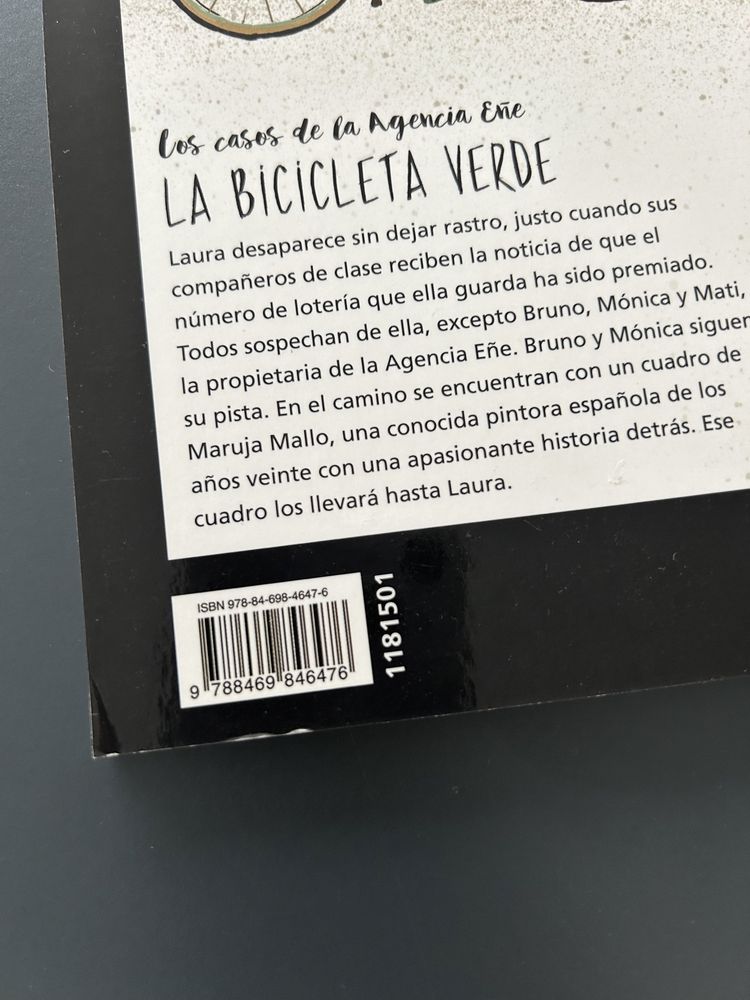 Los casos de la Agencia Eñe
LA BICICLETA VERDE
Laura desaparece sin dejar rastro, justo cuando sus
compañeros de clase reciben la noticia de que el
número de lotería que ella guarda ha sido premiado.
Todos sospechan de ella, excepto Bruno, Mónica y Mati,
la propietaria de la Agencia Eñe. Bruno y Mónica siguen
su pista. En el camino se encuentran con un cuadro de
Maruja Mallo, una conocida pintora española de los
años veinte con una apasionante historia detrás. Ese
cuadro los llevará hasta Laura.
ISBN 978-84-698-4647-6
9 788469 846476
1181501